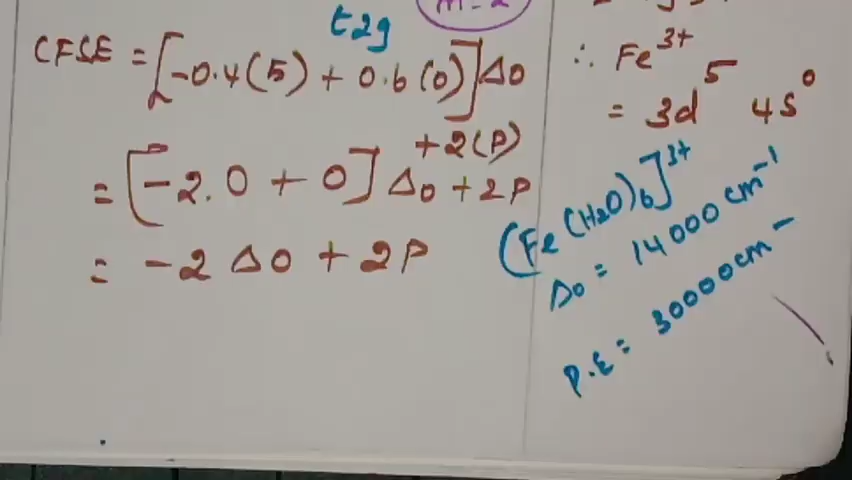 t2g
CFSE = [-0.4(5) + 0.6(0)]Δo
+2(P)
= [-2.0 + 0] Δo + 2P
= -2 Δo + 2P
∴ Fe³⁺
= 3d⁵ 4s⁰
(Fe(H2O)6]³⁺
Δo = 14000 cm⁻¹
P.E = 30000cm⁻